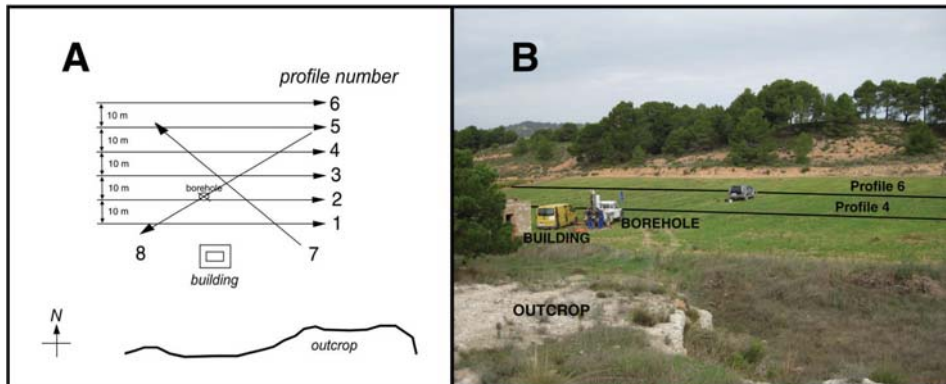 A
profile number
6
10 m
5
10 m
4
10 m
3
borehole
10 m
2
10 m
1
8
7
building
N
outcrop
B
Profile 6
Profile 4
BUILDING
BOREHOLE
OUTCROP